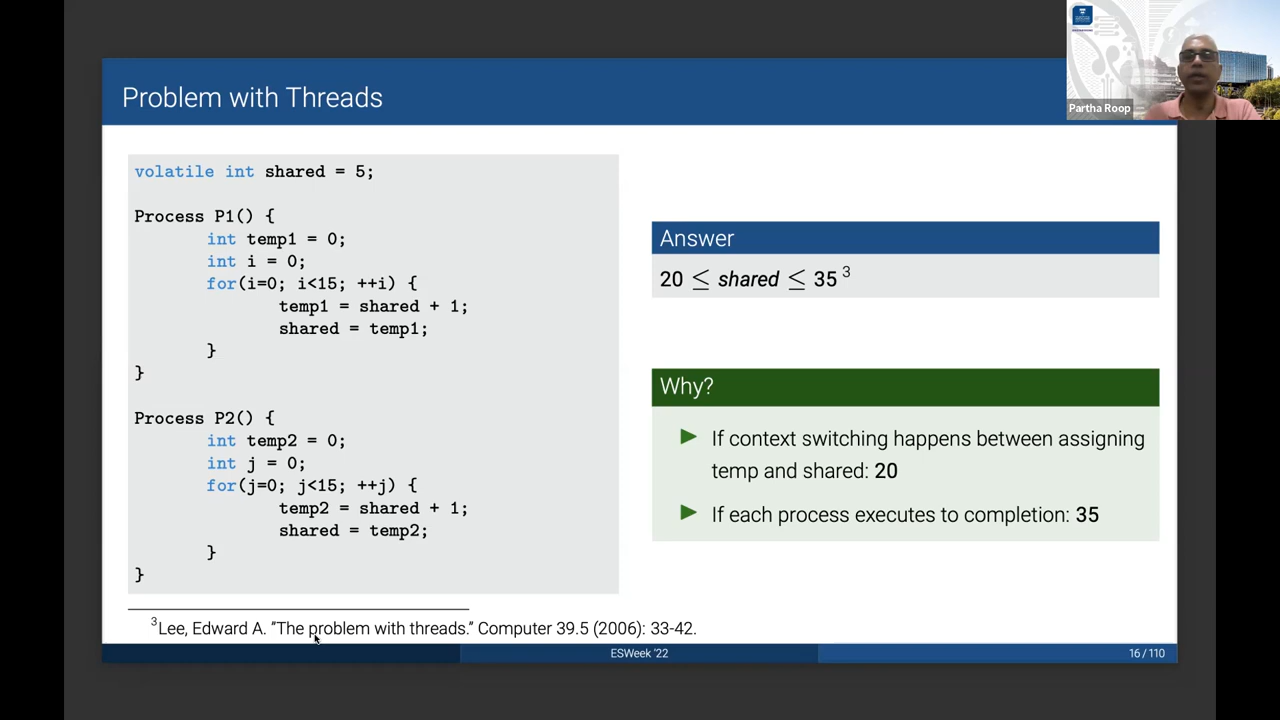 Problem with Threads
Partha Roop
volatile int shared = 5;
Process P1() {
int temp1 = 0;
int i = 0;
for(i=0; i<15; ++i) {
temp1 = shared + 1;
shared = temp1;
}
}
Process P2() {
int temp2 = 0;
int j = 0;
for(j=0; j<15; ++j) {
temp2 = shared + 1;
shared = temp2;
}
}
Answer
20 ≤ shared ≤ 35 3
Why?
► If context switching happens between assigning
temp and shared: 20
► If each process executes to completion: 35
3Lee, Edward A. "The problem with threads." Computer 39.5 (2006): 33-42.
ESWeek '22
16 / 110